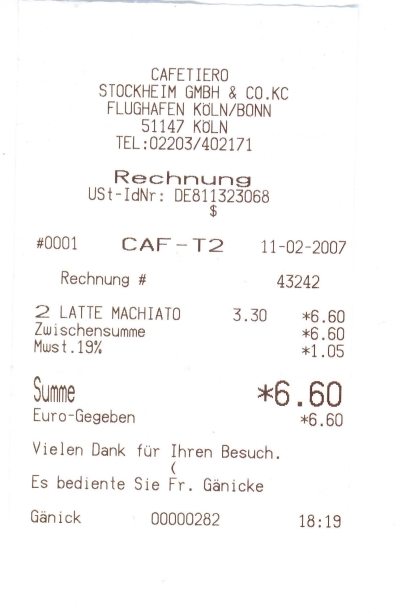 CAFETIERO
STOCKHEIM GMBH & CO.KC
FLUGHAFEN KÖLN/BONN
51147 KÖLN
TEL:02203/402171
Rechnung
USt-IdNr: DE811323068
$
#0001 CAF-T2 11-02-2007
Rechnung # 43242
2 LATTE MACHIATO 3.30 *6.60
Zwischensumme *6.60
Mwst.19% *1.05
Summe *6.60
Euro-Gegeben *6.60
Vielen Dank für Ihren Besuch.
(
Es bediente Sie Fr. Gänicke
Gänick 00000282 18:19